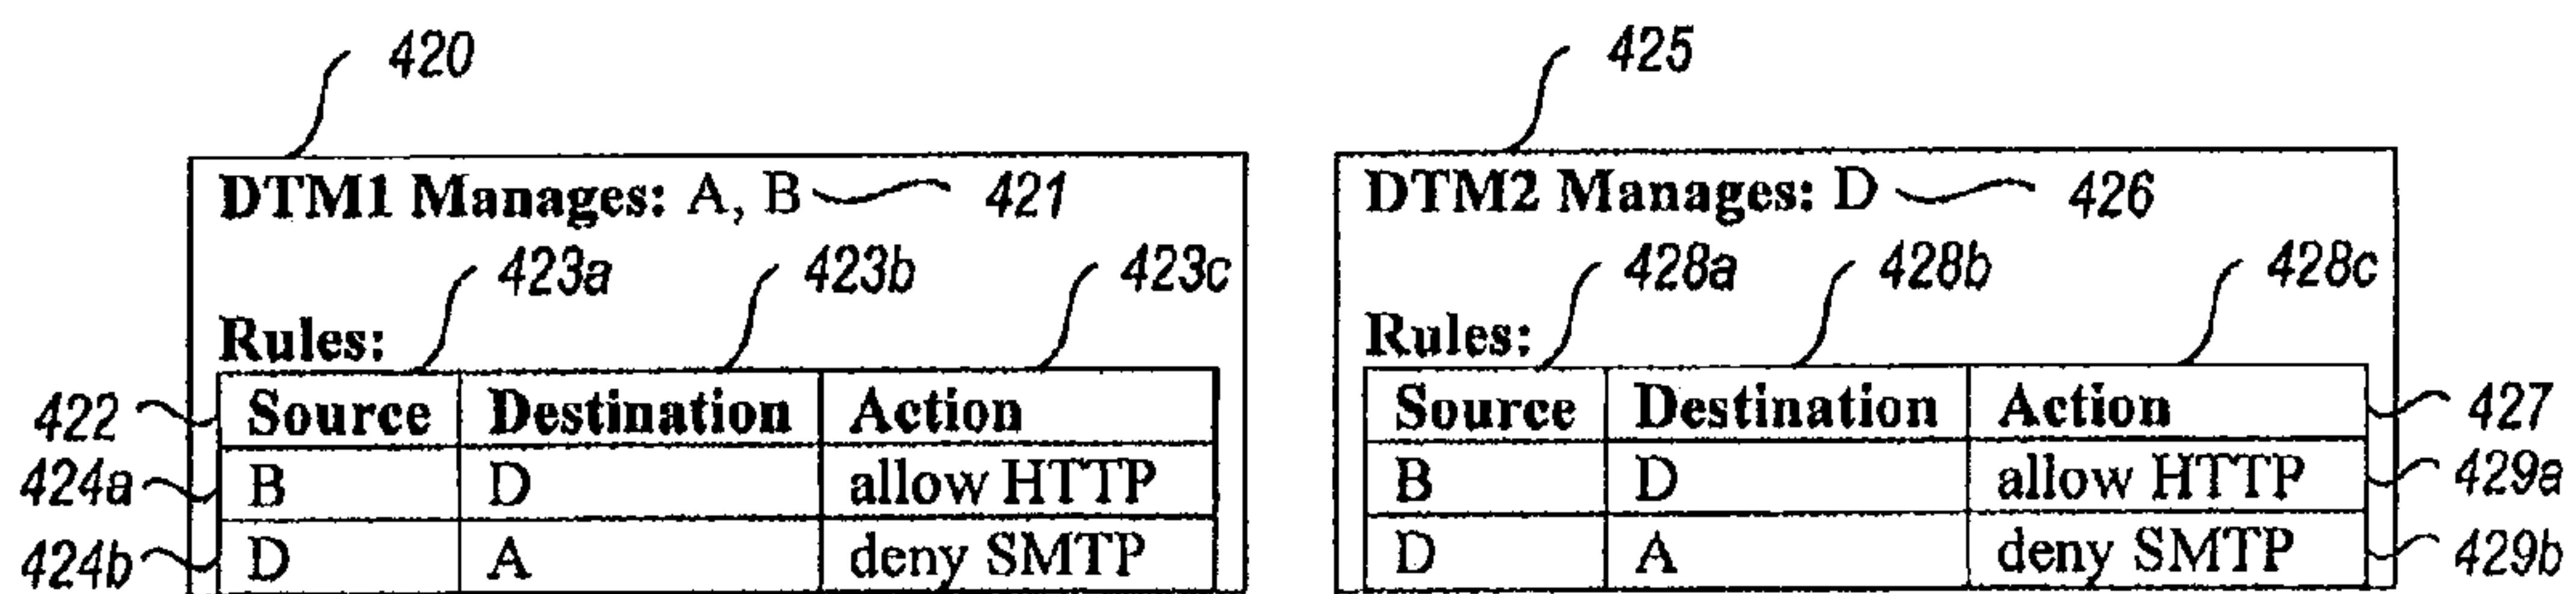 420 425
DTM1 Manages: A, B 421 DTM2 Manages: D 426
423a 423b 423c 428a 428b 428c
Rules: Rules:
422 Source Destination Action Source Destination Action 427
424a B D allow HTTP B D allow HTTP 429a
424b D A deny SMTP D A deny SMTP 429b